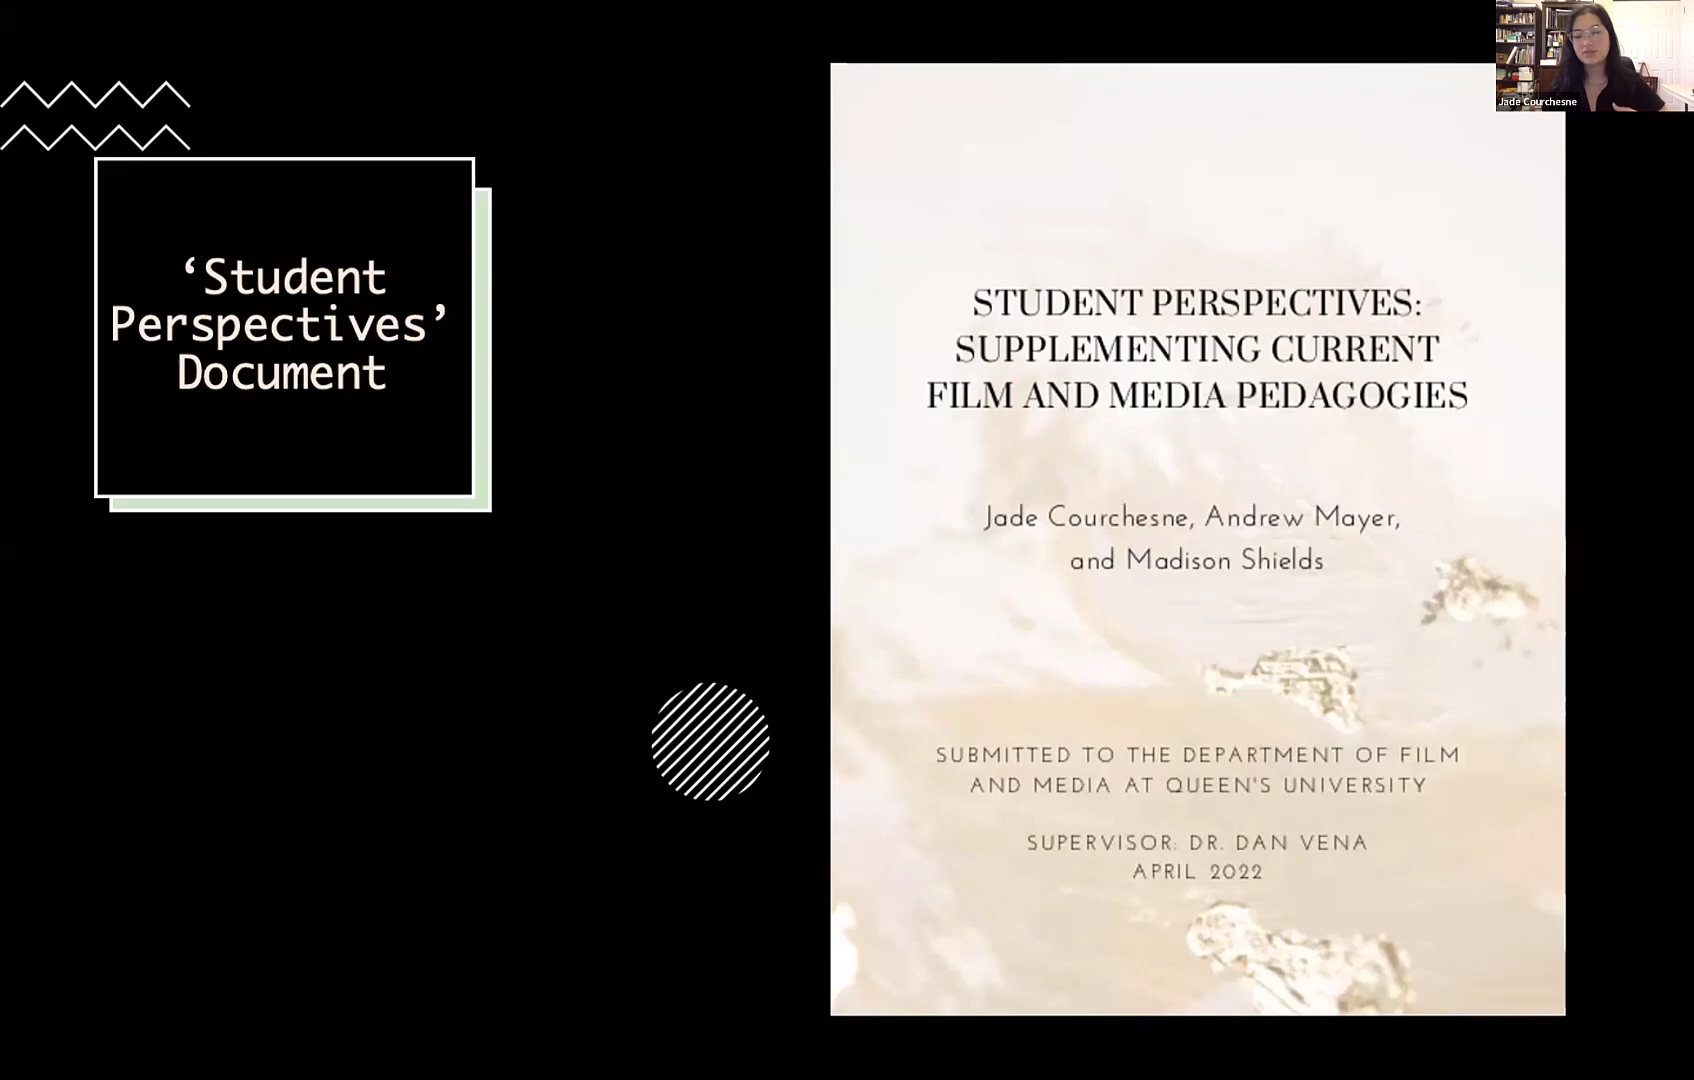 ‘Student
Perspectives’
Document
STUDENT PERSPECTIVES:
SUPPLEMENTING CURRENT
FILM AND MEDIA PEDAGOGIES
Jade Courchesne, Andrew Mayer,
and Madison Shields
SUBMITTED TO THE DEPARTMENT OF FILM
AND MEDIA AT QUEEN'S UNIVERSITY
SUPERVISOR: DR. DAN VENA
APRIL 2022
Jade Courchesne